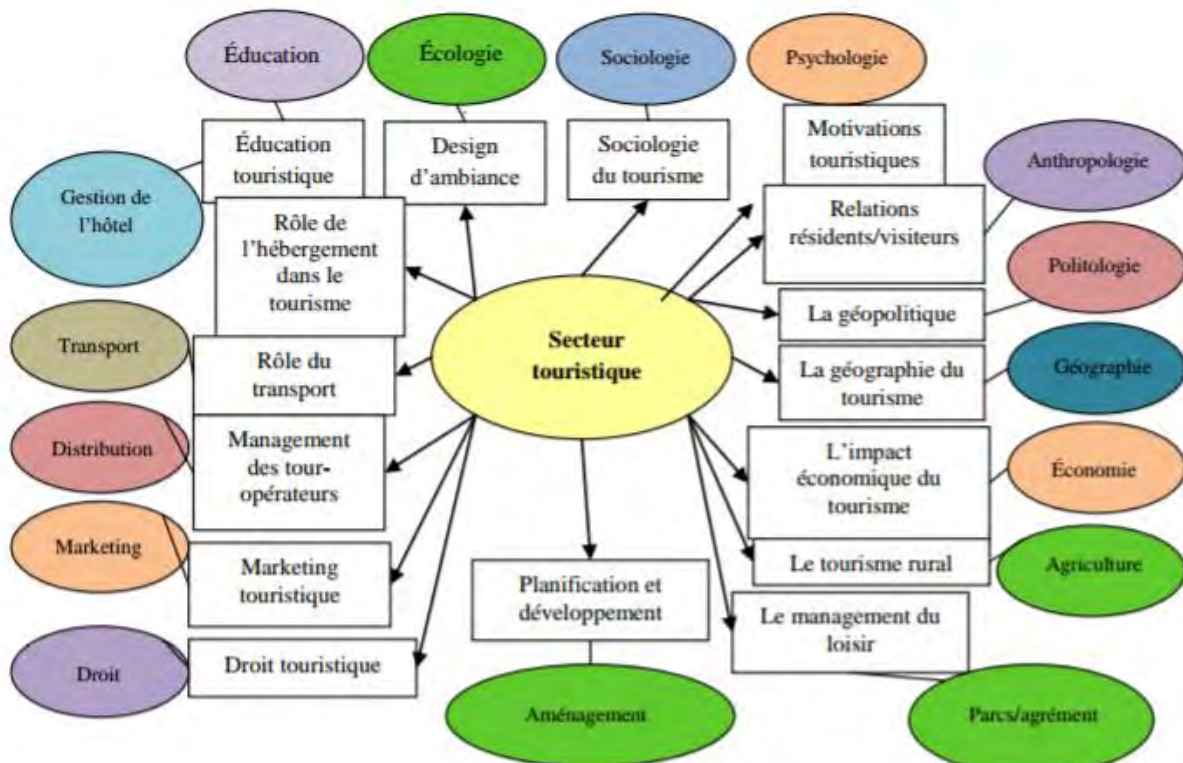 Éducation
Écologie
Sociologie
Psychologie
Éducation
touristique
Design
d’ambiance
Sociologie
du tourisme
Motivations
touristiques
Anthropologie
Gestion de
l’hôtel
Rôle de
l’hébergement
dans le
tourisme
Relations
résidents/visiteurs
Politologie
La géopolitique
Transport
Rôle du
transport
Secteur
touristique
La géographie du
tourisme
Géographie
Distribution
Management
des tour-
opérateurs
L’impact
économique du
tourisme
Économie
Marketing
Marketing
touristique
Planification et
développement
Le tourisme rural
Agriculture
Le management du
loisir
Droit
Droit touristique
Aménagement
Parcs/agrément